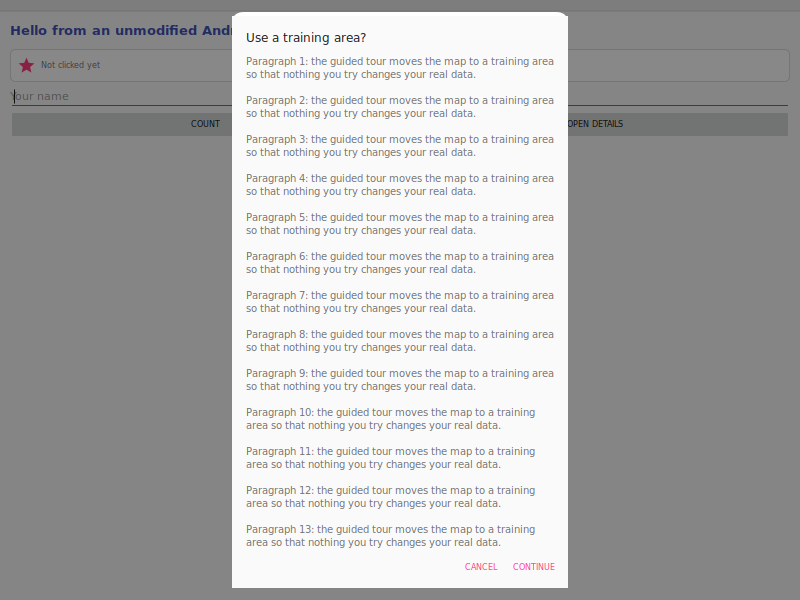 Hello from an unmodified Andr
Not clicked yet
Your name
COUNT
OPEN DETAILS
Use a training area?
Paragraph 1: the guided tour moves the map to a training area
so that nothing you try changes your real data.
Paragraph 2: the guided tour moves the map to a training area
so that nothing you try changes your real data.
Paragraph 3: the guided tour moves the map to a training area
so that nothing you try changes your real data.
Paragraph 4: the guided tour moves the map to a training area
so that nothing you try changes your real data.
Paragraph 5: the guided tour moves the map to a training area
so that nothing you try changes your real data.
Paragraph 6: the guided tour moves the map to a training area
so that nothing you try changes your real data.
Paragraph 7: the guided tour moves the map to a training area
so that nothing you try changes your real data.
Paragraph 8: the guided tour moves the map to a training area
so that nothing you try changes your real data.
Paragraph 9: the guided tour moves the map to a training area
so that nothing you try changes your real data.
Paragraph 10: the guided tour moves the map to a training
area so that nothing you try changes your real data.
Paragraph 11: the guided tour moves the map to a training
area so that nothing you try changes your real data.
Paragraph 12: the guided tour moves the map to a training
area so that nothing you try changes your real data.
Paragraph 13: the guided tour moves the map to a training
area so that nothing you try changes your real data.
CANCEL CONTINUE